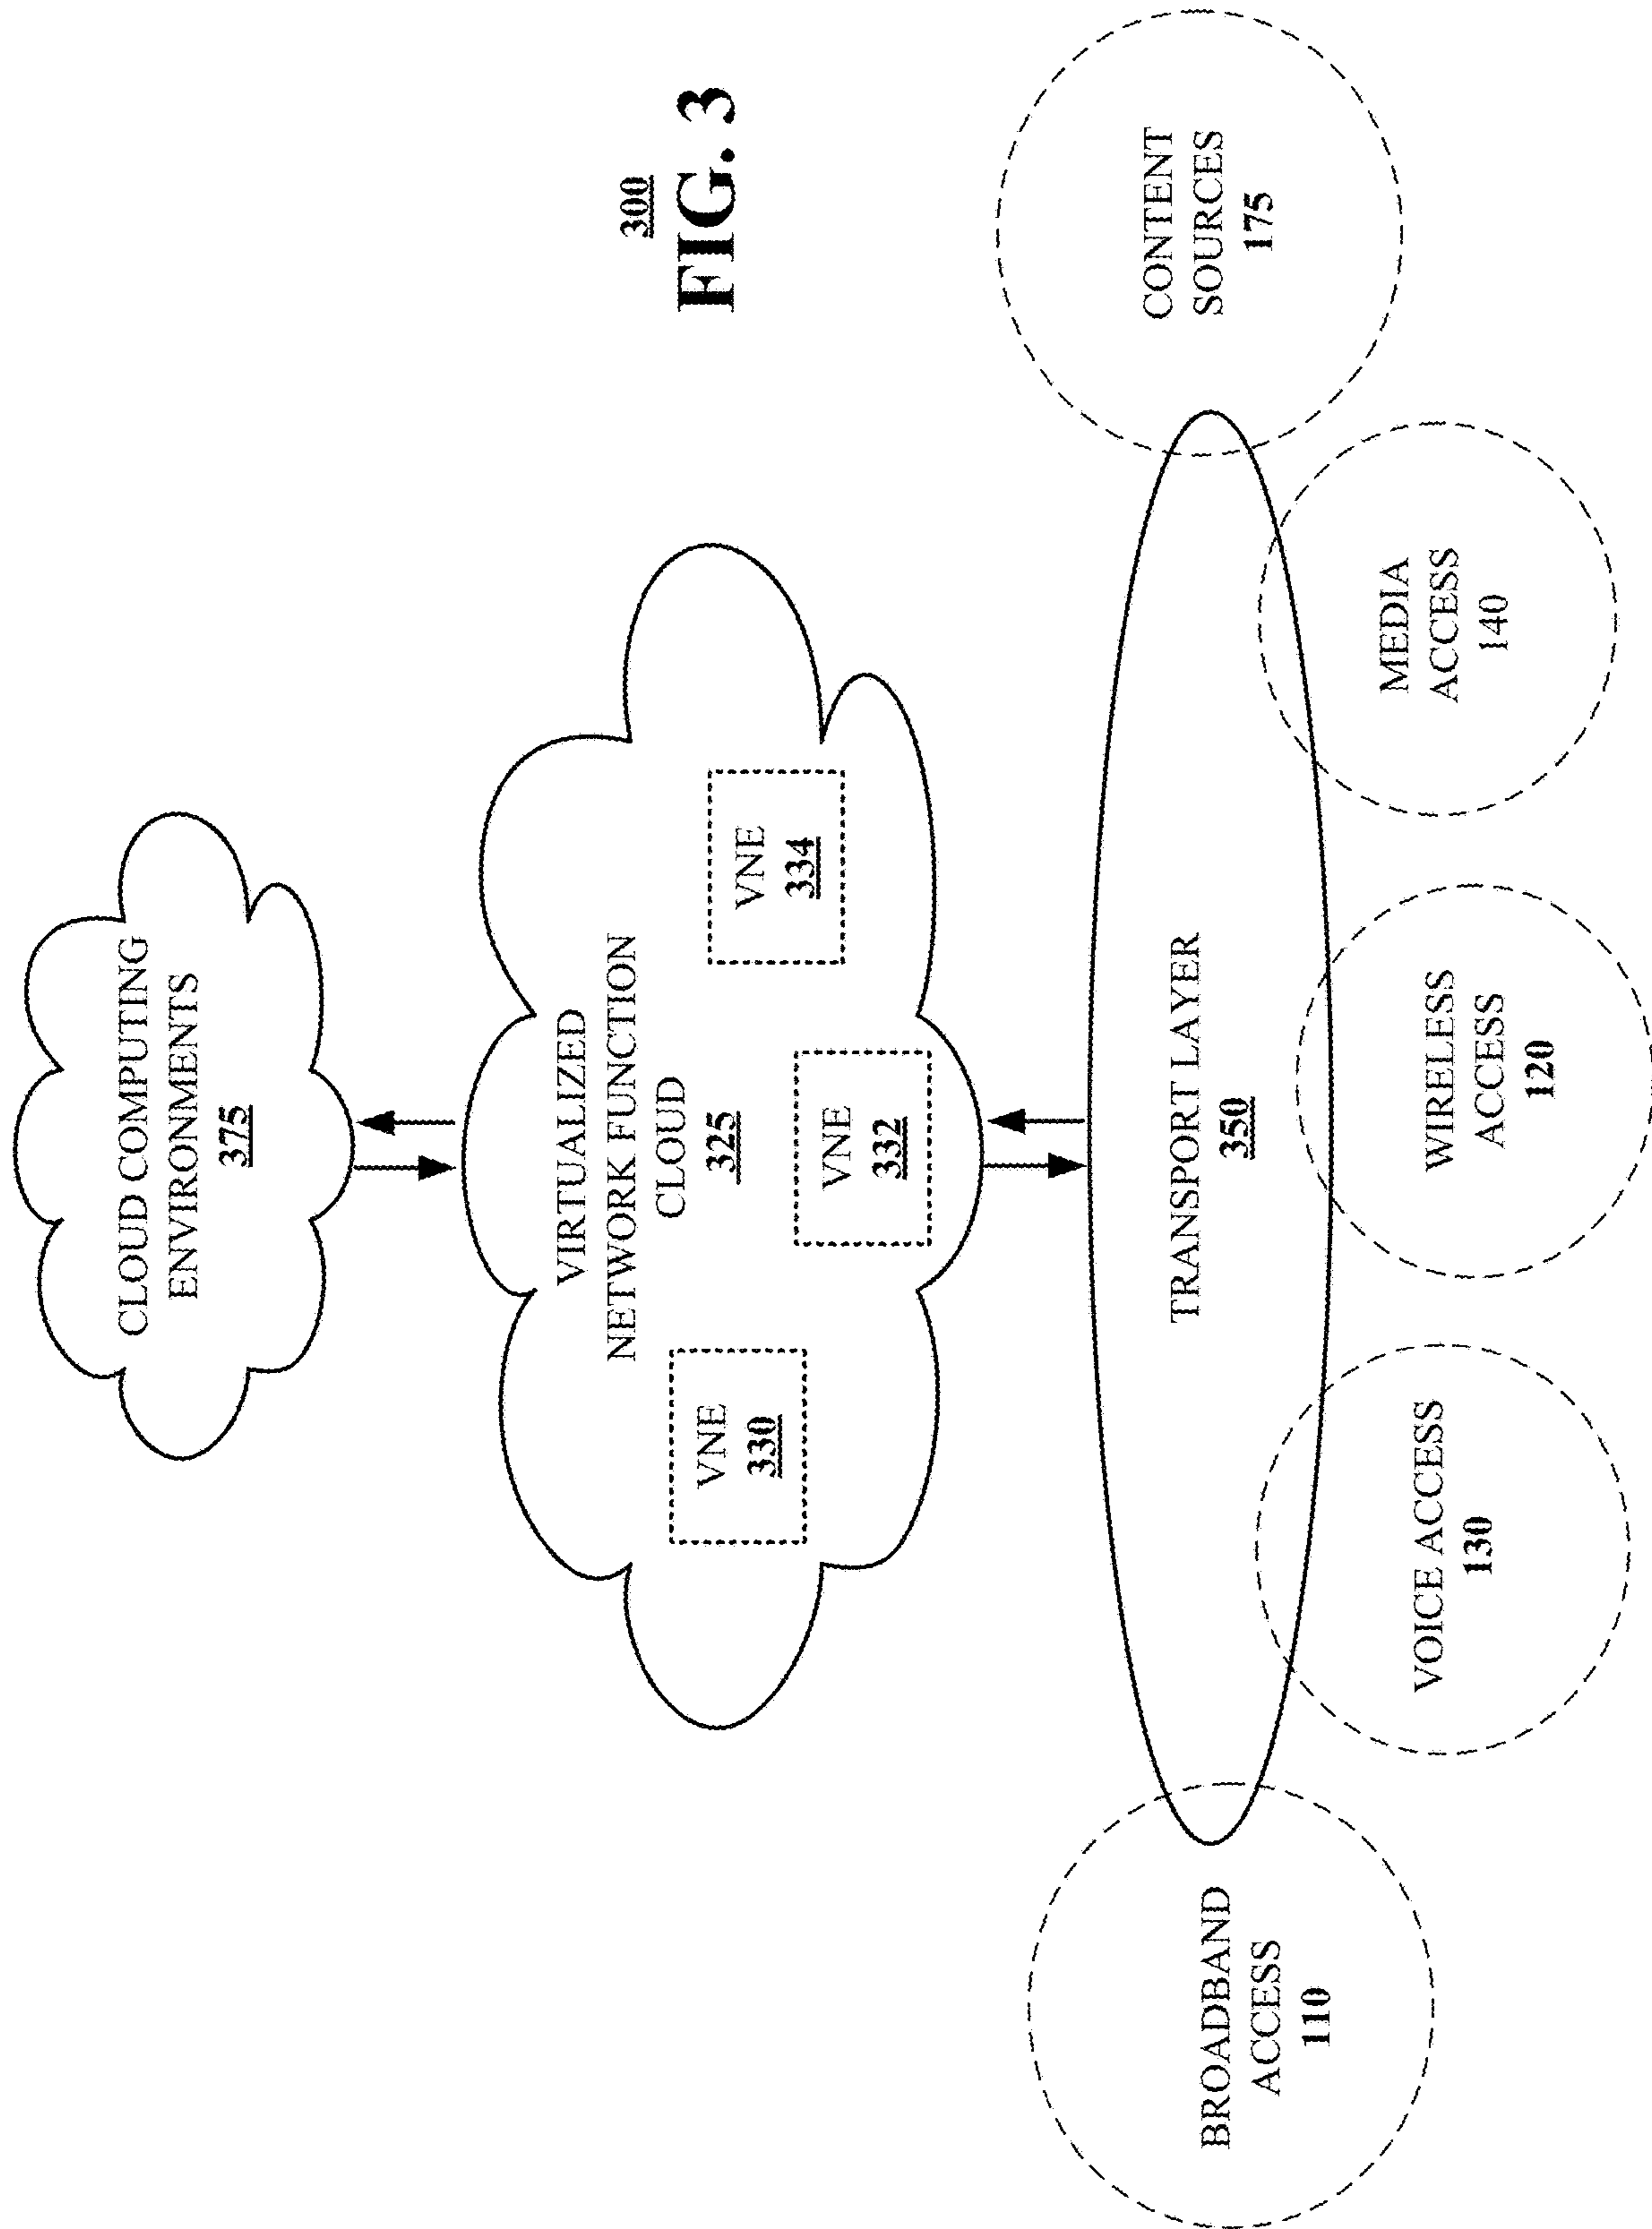 CLOUD COMPUTING
ENVIRONMENTS
375
VIRTUALIZED
NETWORK FUNCTION
CLOUD
325
VNE
330
VNE
332
VNE
334
300
FIG. 3
TRANSPORT LAYER
350
BROADBAND
ACCESS
110
VOICE ACCESS
130
WIRELESS
ACCESS
120
MEDIA
ACCESS
140
CONTENT
SOURCES
175